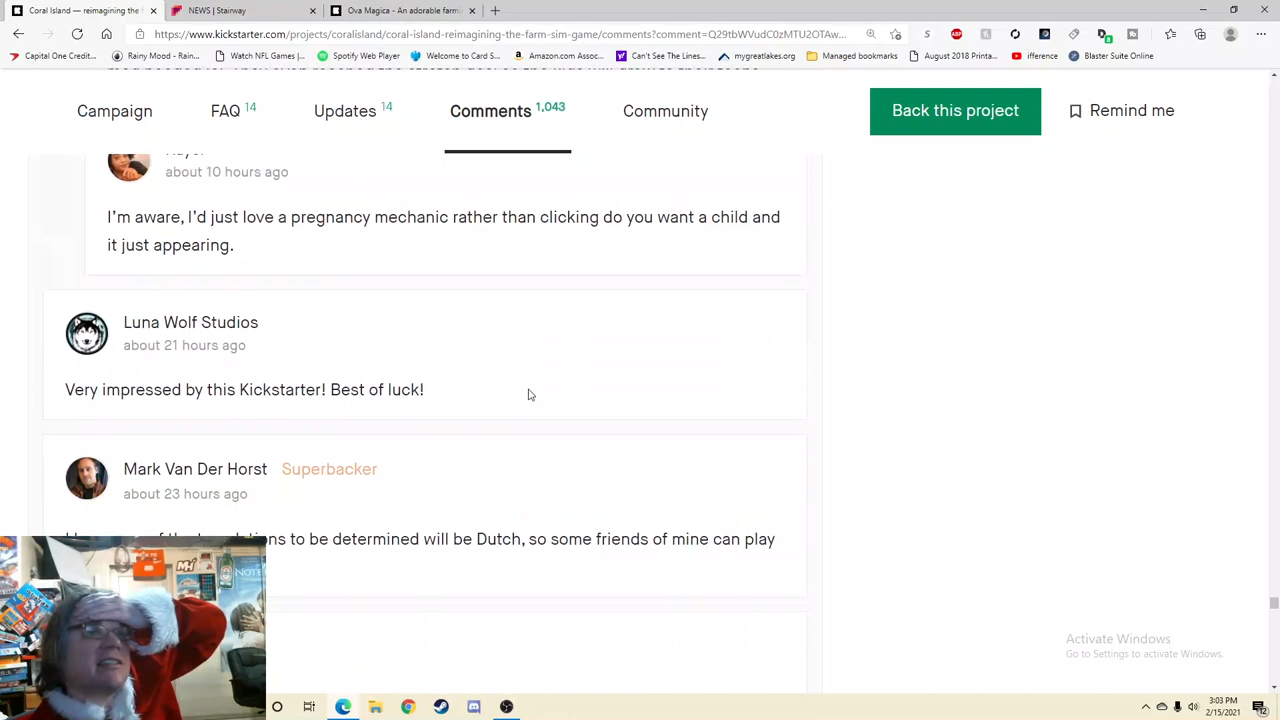 Coral Island — reimagining the f
NEWS | Stairway
Ova Magica - An adorable farmi
https://www.kickstarter.com/projects/coralisland/coral-island-reimagining-the-farm-sim-game/comments?comment=Q29tbWVudC0zMTU2OTAw...
Capital One Credit...
Rainy Mood - Rain...
Watch NFL Games |...
Spotify Web Player
Welcome to Card S...
Amazon.com Assoc...
Can't See The Lines...
mygreatlakes.org
Managed bookmarks
August 2018 Printa...
ifference
Blaster Suite Online
Campaign
FAQ 14
Updates 14
Comments 1,043
Community
Back this project
Remind me
about 10 hours ago
I'm aware, I'd just love a pregnancy mechanic rather than clicking do you want a child and
it just appearing.
Luna Wolf Studios
about 21 hours ago
Very impressed by this Kickstarter! Best of luck!
Mark Van Der Horst Superbacker
about 23 hours ago
to be determined will be Dutch, so some friends of mine can play
NOTE
Activate Windows
Go to Settings to activate Windows.
3:03 PM
2/15/2021